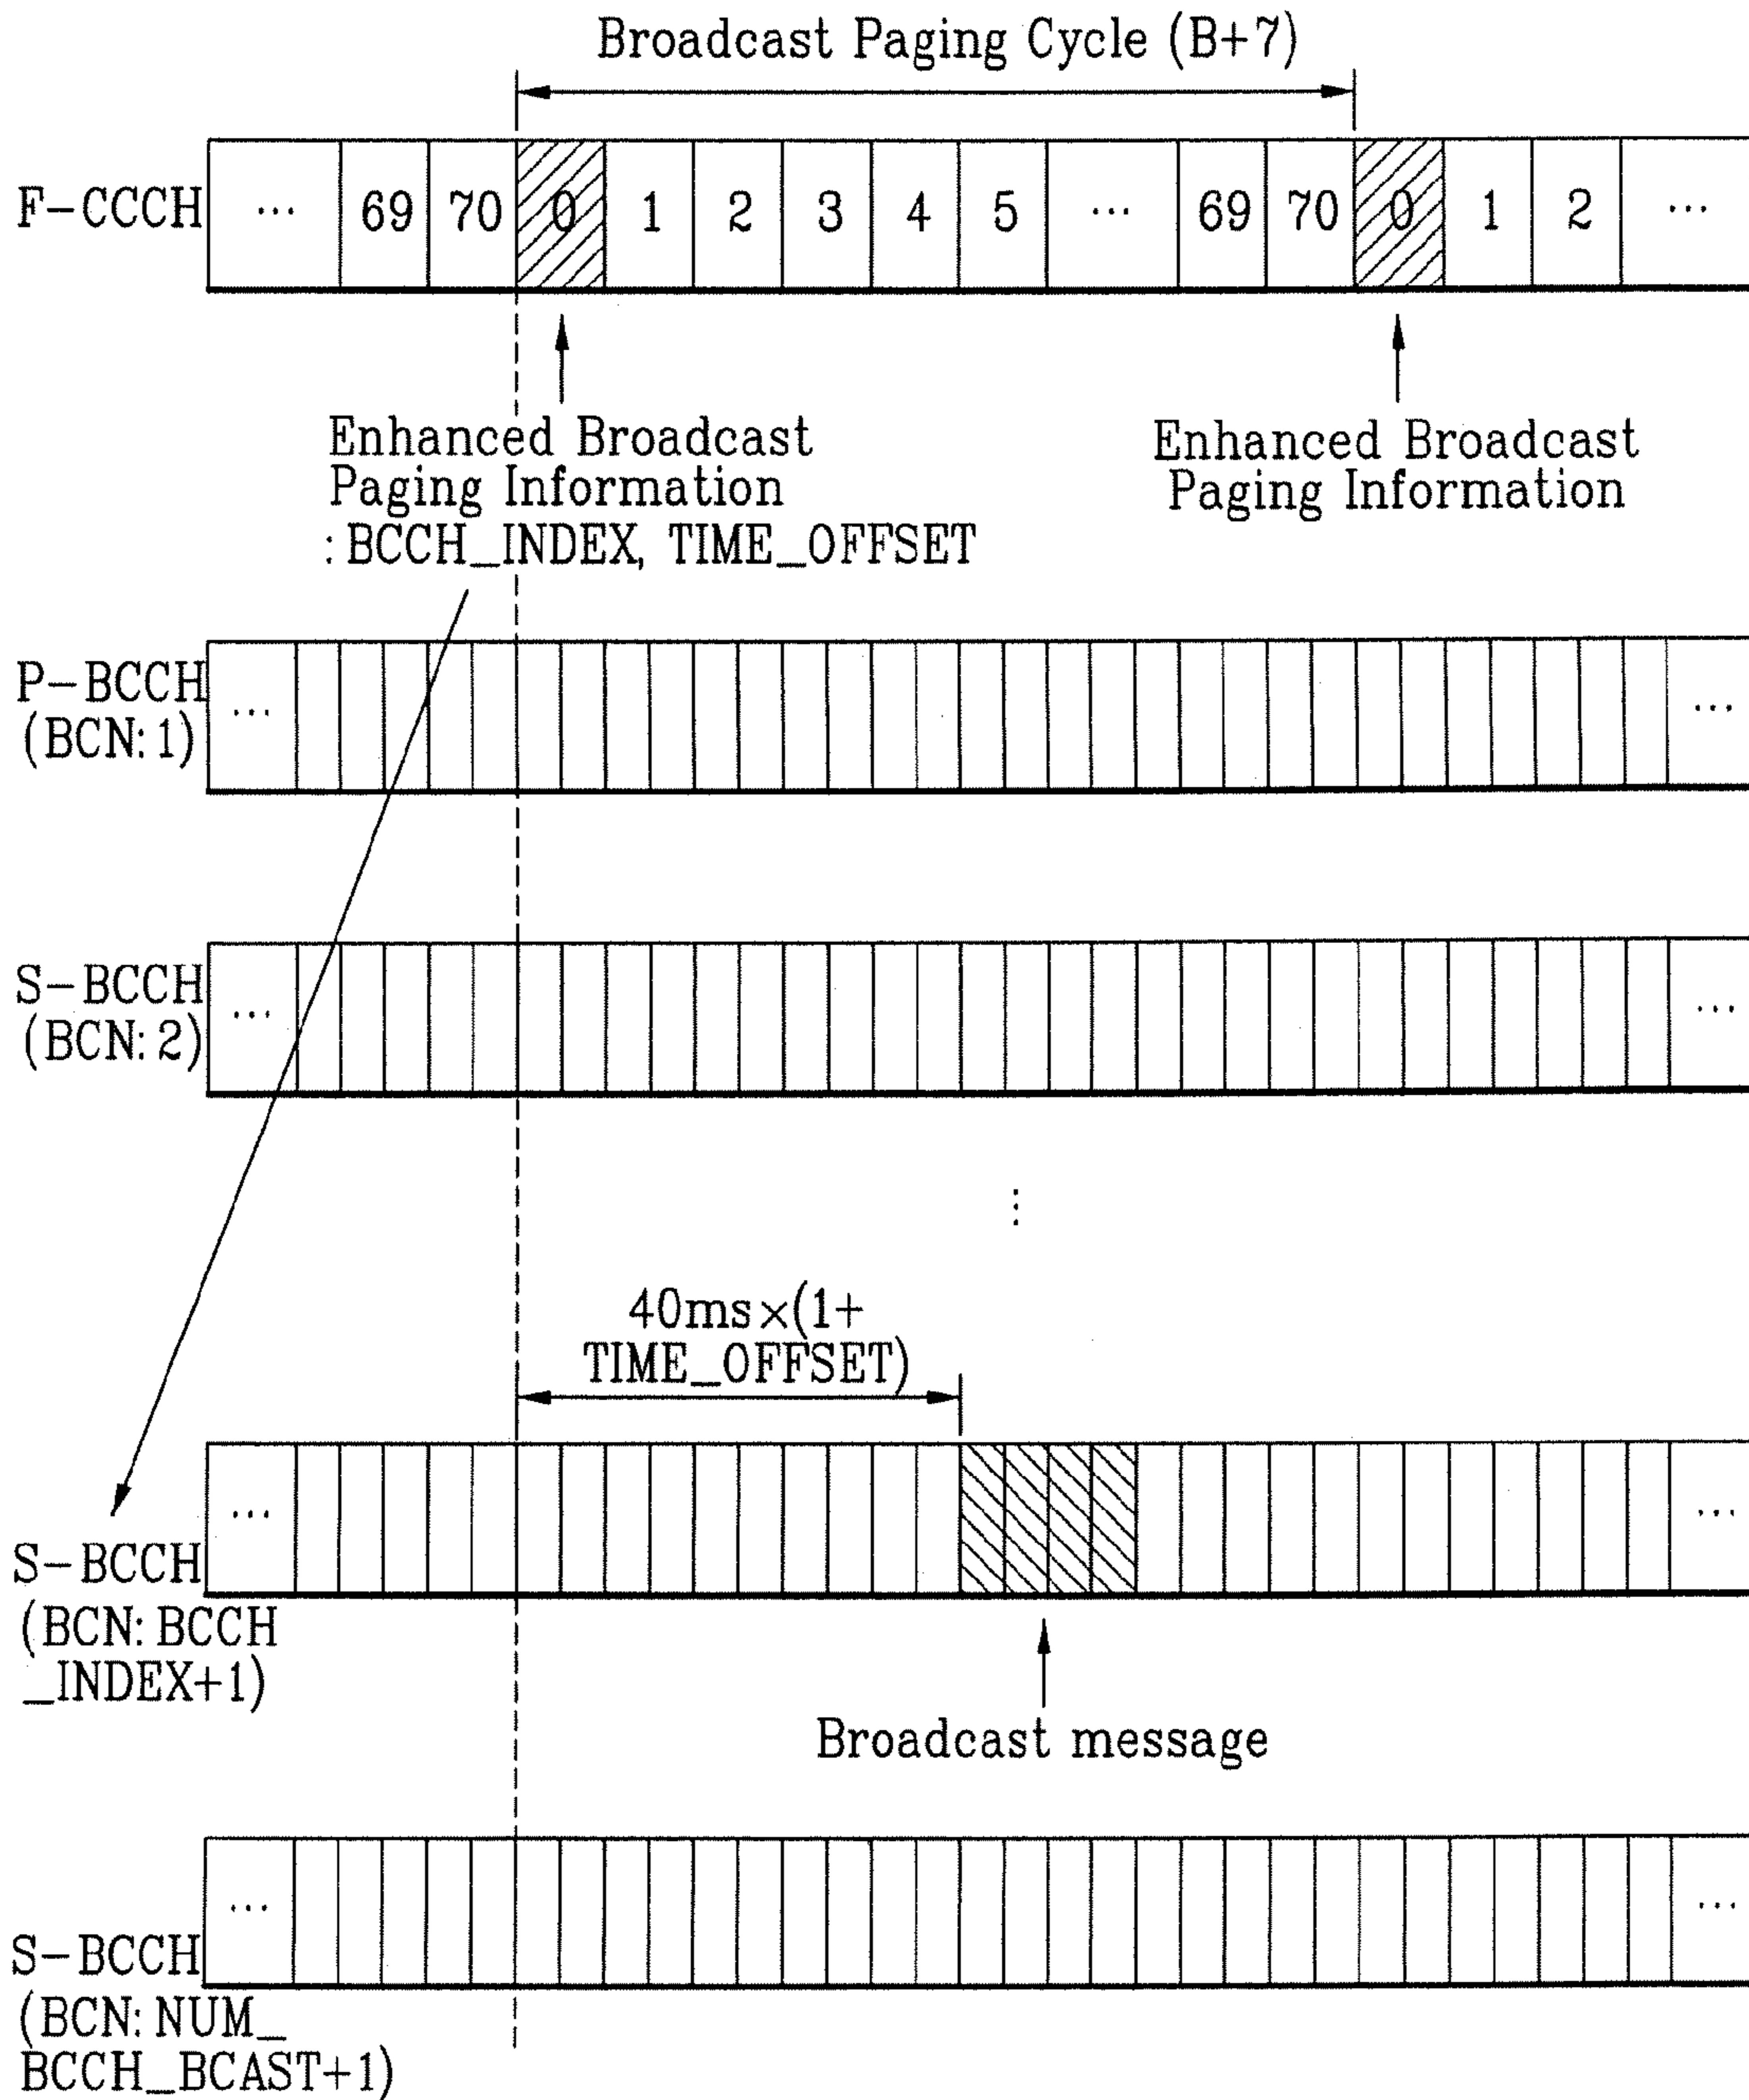 Broadcast Paging Cycle (B+7)
F-CCCH ... 69 70 0 1 2 3 4 5 ... 69 70 0 1 2 ...
Enhanced Broadcast
Paging Information
: BCCH_INDEX, TIME_OFFSET
Enhanced Broadcast
Paging Information
P-BCCH
(BCN: 1)
... ...
S-BCCH
(BCN: 2)
... ...
⋮
40ms×(1+
TIME_OFFSET)
... ...
S-BCCH
(BCN: BCCH
_INDEX+1)
Broadcast message
... ...
S-BCCH
(BCN: NUM_
BCCH_BCAST+1)